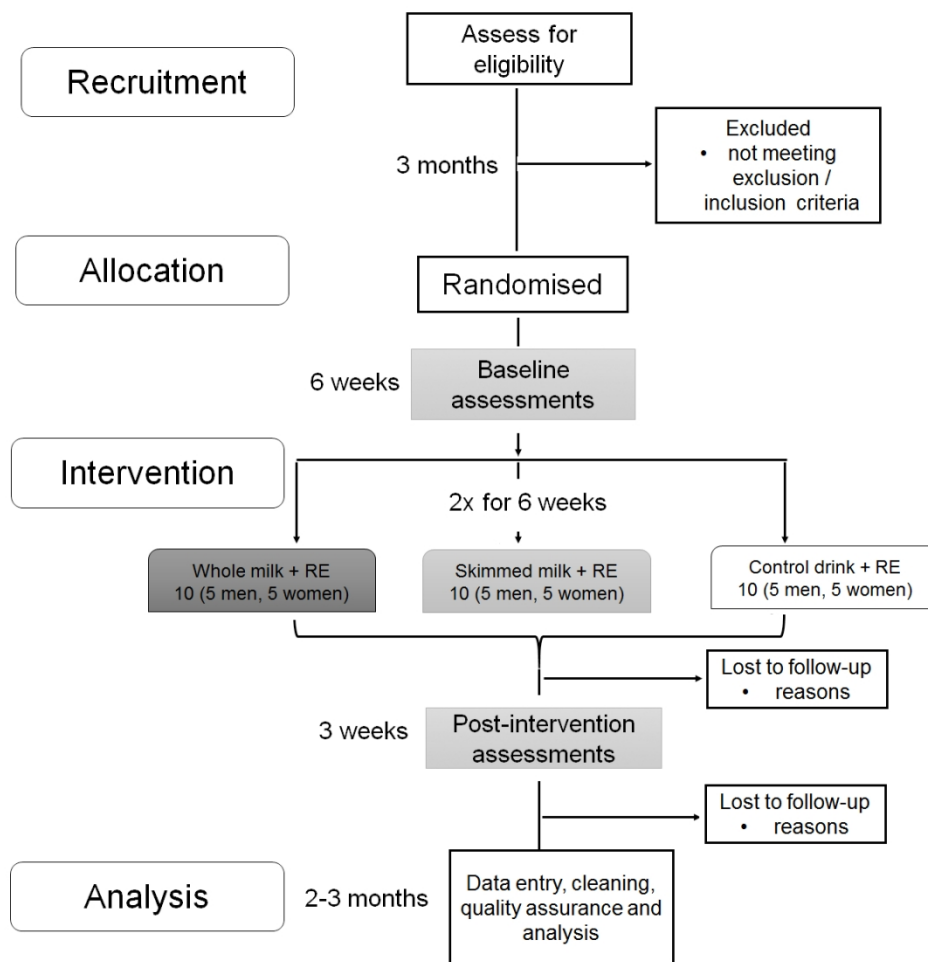 Assess for
eligibility
Recruitment
3 months
Excluded
• not meeting
exclusion /
inclusion criteria
Allocation
Randomised
6 weeks
Baseline
assessments
Intervention
2x for 6 weeks
Whole milk + RE
10 (5 men, 5 women)
Skimmed milk + RE
10 (5 men, 5 women)
Control drink + RE
10 (5 men, 5 women)
Lost to follow-up
• reasons
3 weeks
Post-intervention
assessments
Lost to follow-up
• reasons
Analysis
2-3 months
Data entry, cleaning,
quality assurance and
analysis